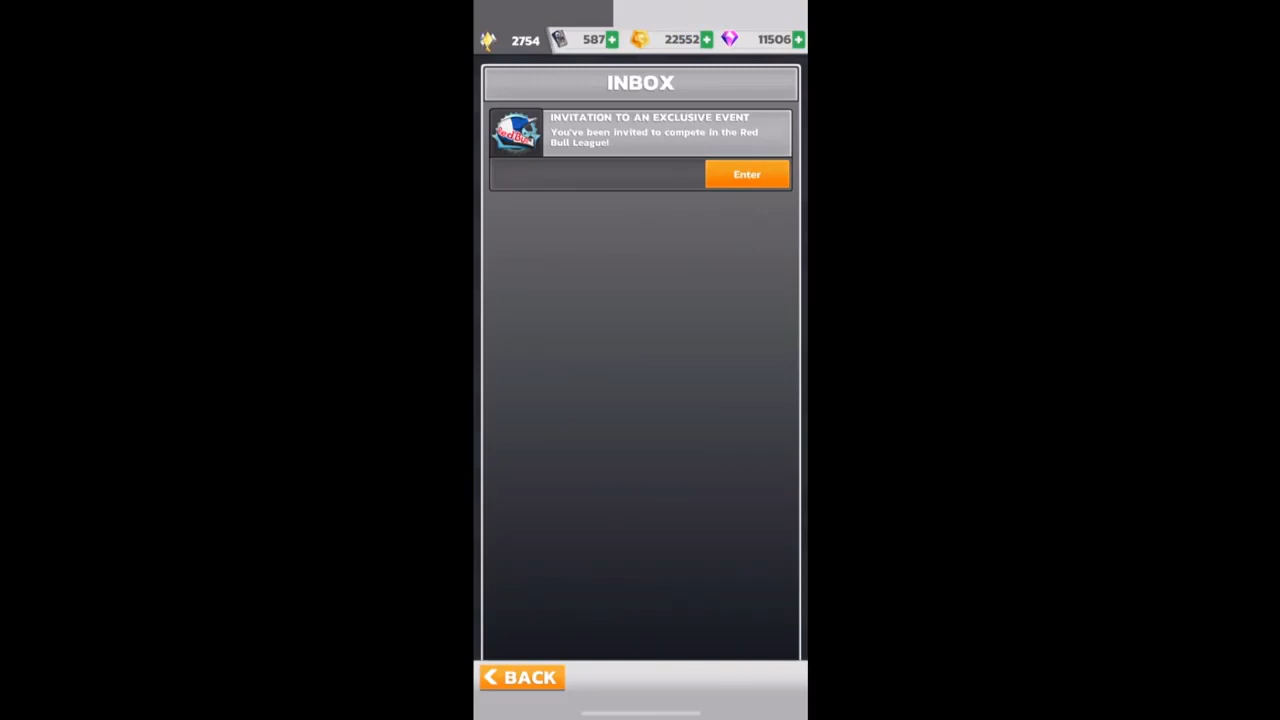 2754 587 22552 11506
INBOX
RedBull
INVITATION TO AN EXCLUSIVE EVENT
You've been invited to compete in the Red
Bull League!
Enter
BACK